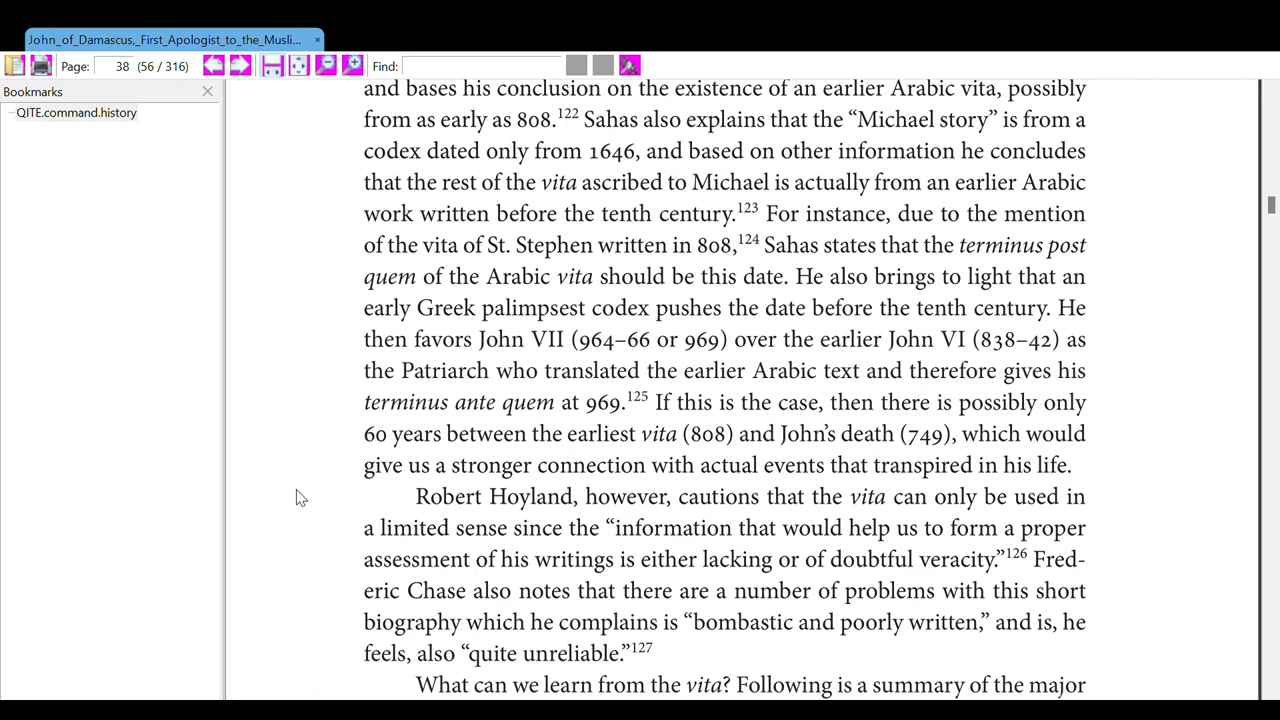 John_of_Damascus,_First_Apologist_to_the_Musli... ×
Page: 38 (56 / 316) Find:
Bookmarks
QITE.command.history
and bases his conclusion on the existence of an earlier Arabic vita, possibly
from as early as 808.122 Sahas also explains that the “Michael story” is from a
codex dated only from 1646, and based on other information he concludes
that the rest of the vita ascribed to Michael is actually from an earlier Arabic
work written before the tenth century.123 For instance, due to the mention
of the vita of St. Stephen written in 808,124 Sahas states that the terminus post
quem of the Arabic vita should be this date. He also brings to light that an
early Greek palimpsest codex pushes the date before the tenth century. He
then favors John VII (964–66 or 969) over the earlier John VI (838–42) as
the Patriarch who translated the earlier Arabic text and therefore gives his
terminus ante quem at 969.125 If this is the case, then there is possibly only
60 years between the earliest vita (808) and John’s death (749), which would
give us a stronger connection with actual events that transpired in his life.
Robert Hoyland, however, cautions that the vita can only be used in
a limited sense since the “information that would help us to form a proper
assessment of his writings is either lacking or of doubtful veracity.”126 Fred-
eric Chase also notes that there are a number of problems with this short
biography which he complains is “bombastic and poorly written,” and is, he
feels, also “quite unreliable.”127
What can we learn from the vita? Following is a summary of the major